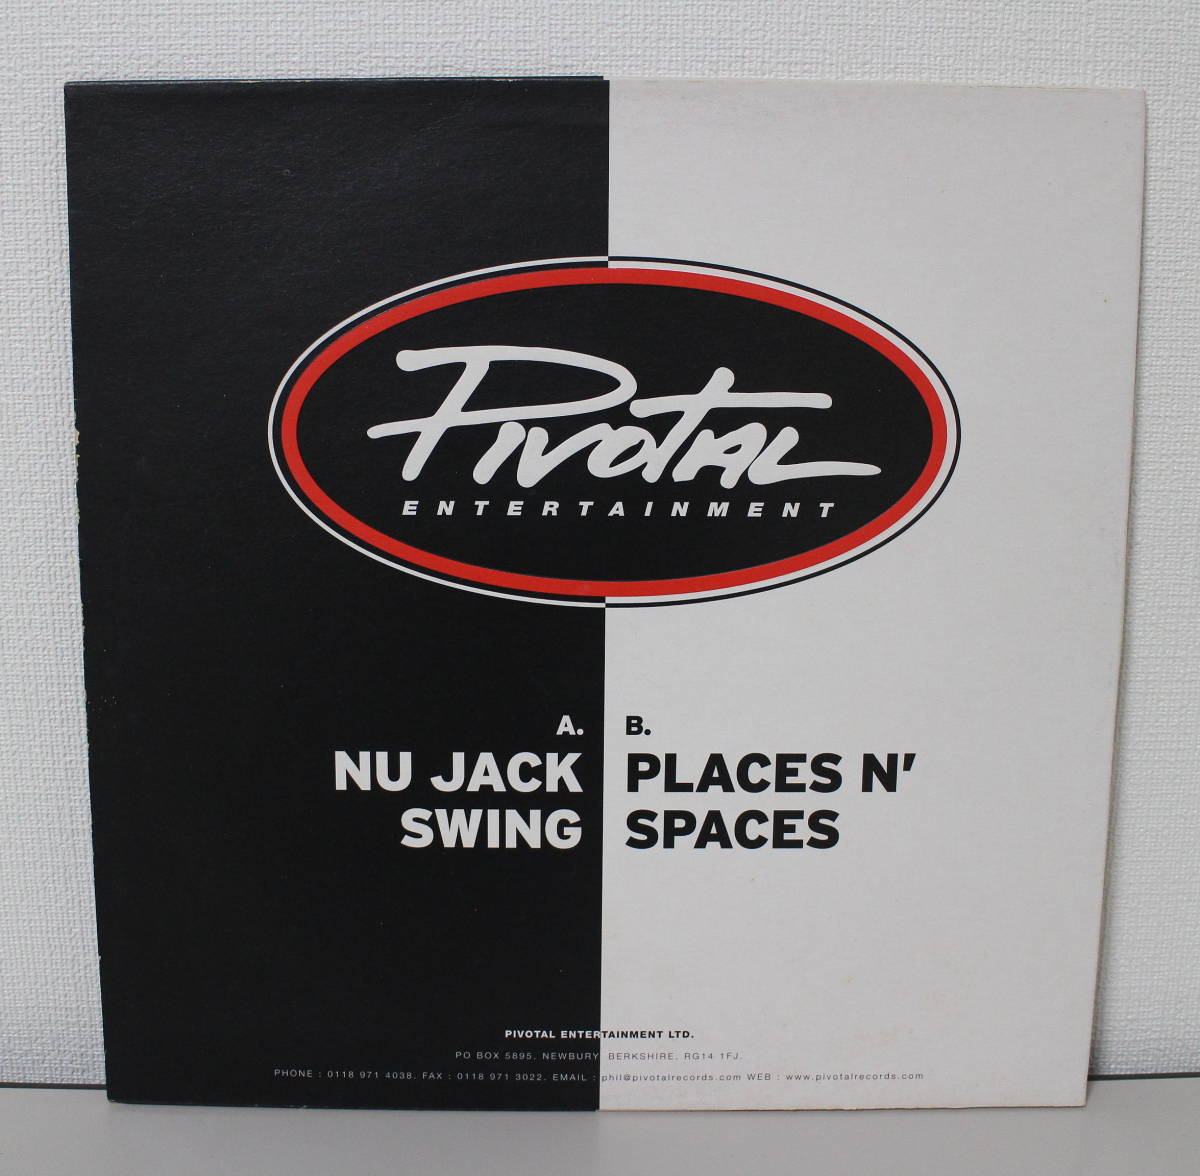 PIVOTAL
ENTERTAINMENT
A.
NU JACK
SWING
B.
PLACES N'
SPACES
PIVOTAL ENTERTAINMENT LTD.
PO BOX 5895. NEWBURY BERKSHIRE. RG14 1FJ.
PHONE : 0118 971 4038. FAX : 0118 971 3022. EMAIL : phil@pivotalrecords.com WEB : www.pivotalrecords.com